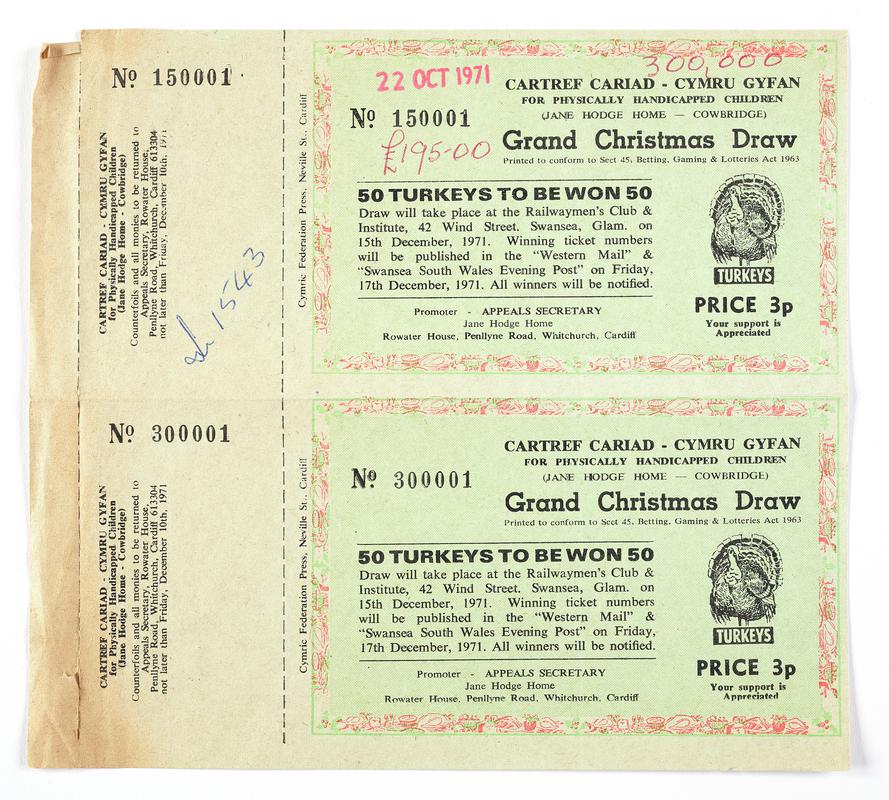 Nº 150001
CARTREF CARIAD - CYMRU GYFAN
for Physically Handicapped Children
(Jane Hodge Home - Cowbridge)
Counterfoils and all monies to be returned to
Appeals Secretary, Rowater House,
Penllyne Road, Whitchurch, Cardiff 613304
not later than Friday, December 10th, 1971
1543
Cymric Federation Press, Neville St., Cardiff
22 OCT 1971
300,000
CARTREF CARIAD - CYMRU GYFAN
FOR PHYSICALLY HANDICAPPED CHILDREN
(JANE HODGE HOME — COWBRIDGE)
Nº 150001
£195-00
Grand Christmas Draw
Printed to conform to Sect 45, Betting, Gaming & Lotteries Act 1963
50 TURKEYS TO BE WON 50
Draw will take place at the Railwaymen's Club &
Institute, 42 Wind Street. Swansea, Glam. on
15th December, 1971. Winning ticket numbers
will be published in the "Western Mail" &
"Swansea South Wales Evening Post" on Friday,
17th December, 1971. All winners will be notified.
TURKEYS
PRICE 3p
Your support is
Appreciated
Promoter - APPEALS SECRETARY
Jane Hodge Home
Rowater House, Penllyne Road, Whitchurch, Cardiff
Nº 300001
CARTREF CARIAD - CYMRU GYFAN
for Physically Handicapped Children
(Jane Hodge Home - Cowbridge)
Counterfoils and all monies to be returned to
Appeals Secretary, Rowater House,
Penllyne Road, Whitchurch, Cardiff 613304
not later than Friday, December 10th, 1971
Cymric Federation Press, Neville St., Cardiff
CARTREF CARIAD - CYMRU GYFAN
FOR PHYSICALLY HANDICAPPED CHILDREN
(JANE HODGE HOME — COWBRIDGE)
Nº 300001
Grand Christmas Draw
Printed to conform to Sect 45, Betting, Gaming & Lotteries Act 1963
50 TURKEYS TO BE WON 50
Draw will take place at the Railwaymen's Club &
Institute, 42 Wind Street. Swansea, Glam. on
15th December, 1971. Winning ticket numbers
will be published in the "Western Mail" &
"Swansea South Wales Evening Post" on Friday,
17th December, 1971. All winners will be notified.
TURKEYS
PRICE 3p
Your support is
Appreciated
Promoter - APPEALS SECRETARY
Jane Hodge Home
Rowater House, Penllyne Road, Whitchurch, Cardiff